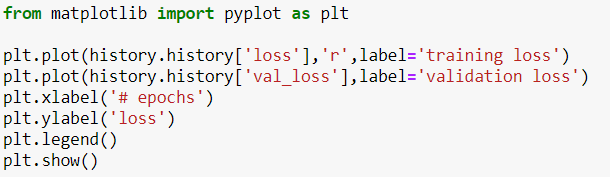 from matplotlib import pyplot as plt
plt.plot(history.history['loss'],'r',label='training loss')
plt.plot(history.history['val_loss'],label='validation loss')
plt.xlabel('# epochs')
plt.ylabel('loss')
plt.legend()
plt.show()